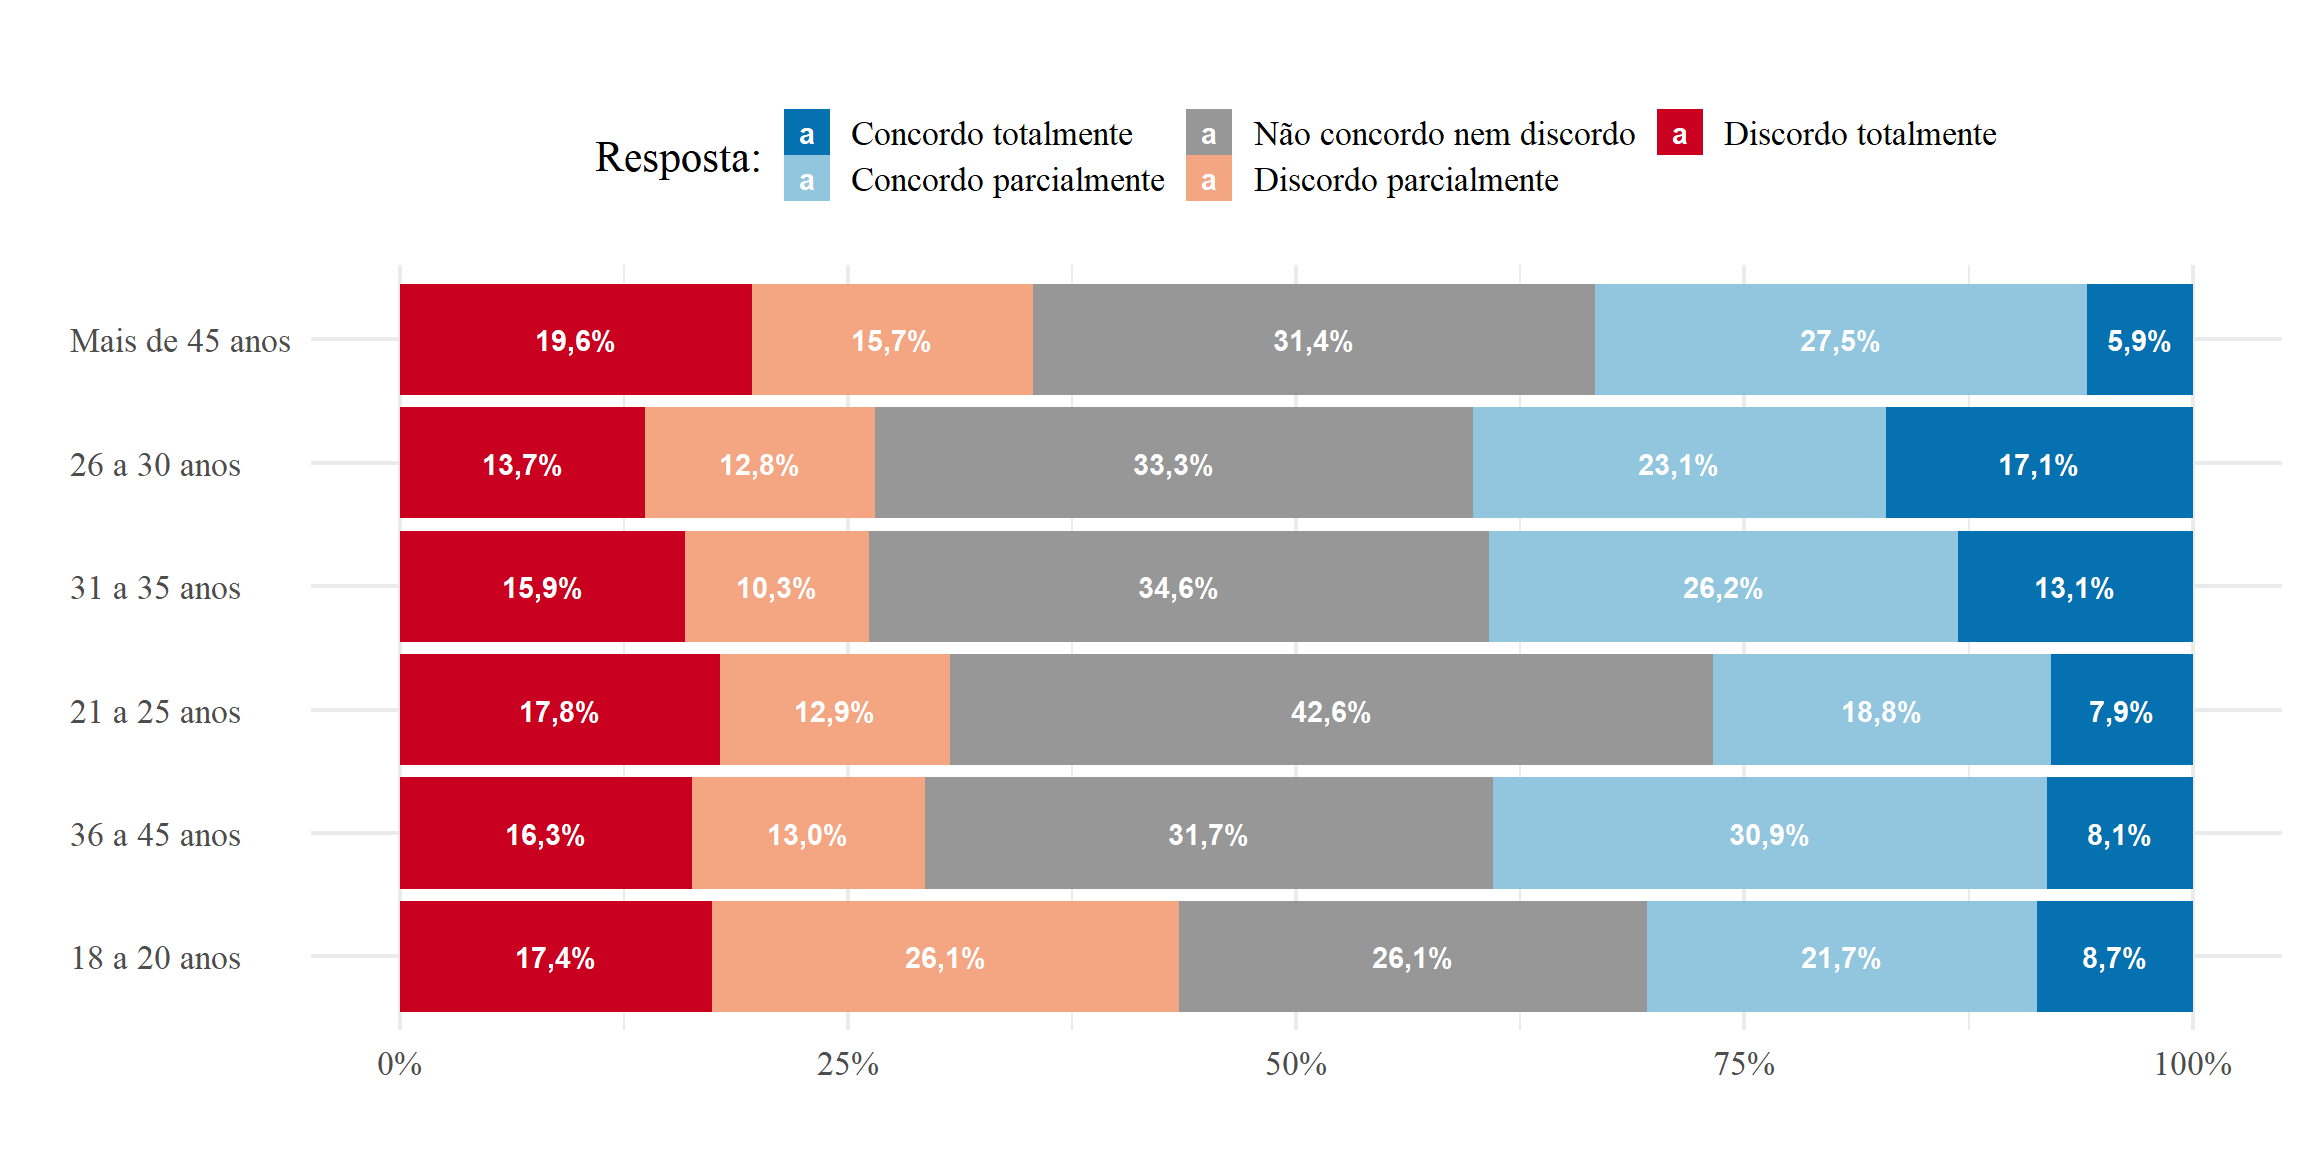 Resposta:
a Concordo totalmente a Não concordo nem discordo a Discordo totalmente
a Concordo parcialmente a Discordo parcialmente
Mais de 45 anos 19,6% 15,7% 31,4% 27,5% 5,9%
26 a 30 anos 13,7% 12,8% 33,3% 23,1% 17,1%
31 a 35 anos 15,9% 10,3% 34,6% 26,2% 13,1%
21 a 25 anos 17,8% 12,9% 42,6% 18,8% 7,9%
36 a 45 anos 16,3% 13,0% 31,7% 30,9% 8,1%
18 a 20 anos 17,4% 26,1% 26,1% 21,7% 8,7%
0% 25% 50% 75% 100%